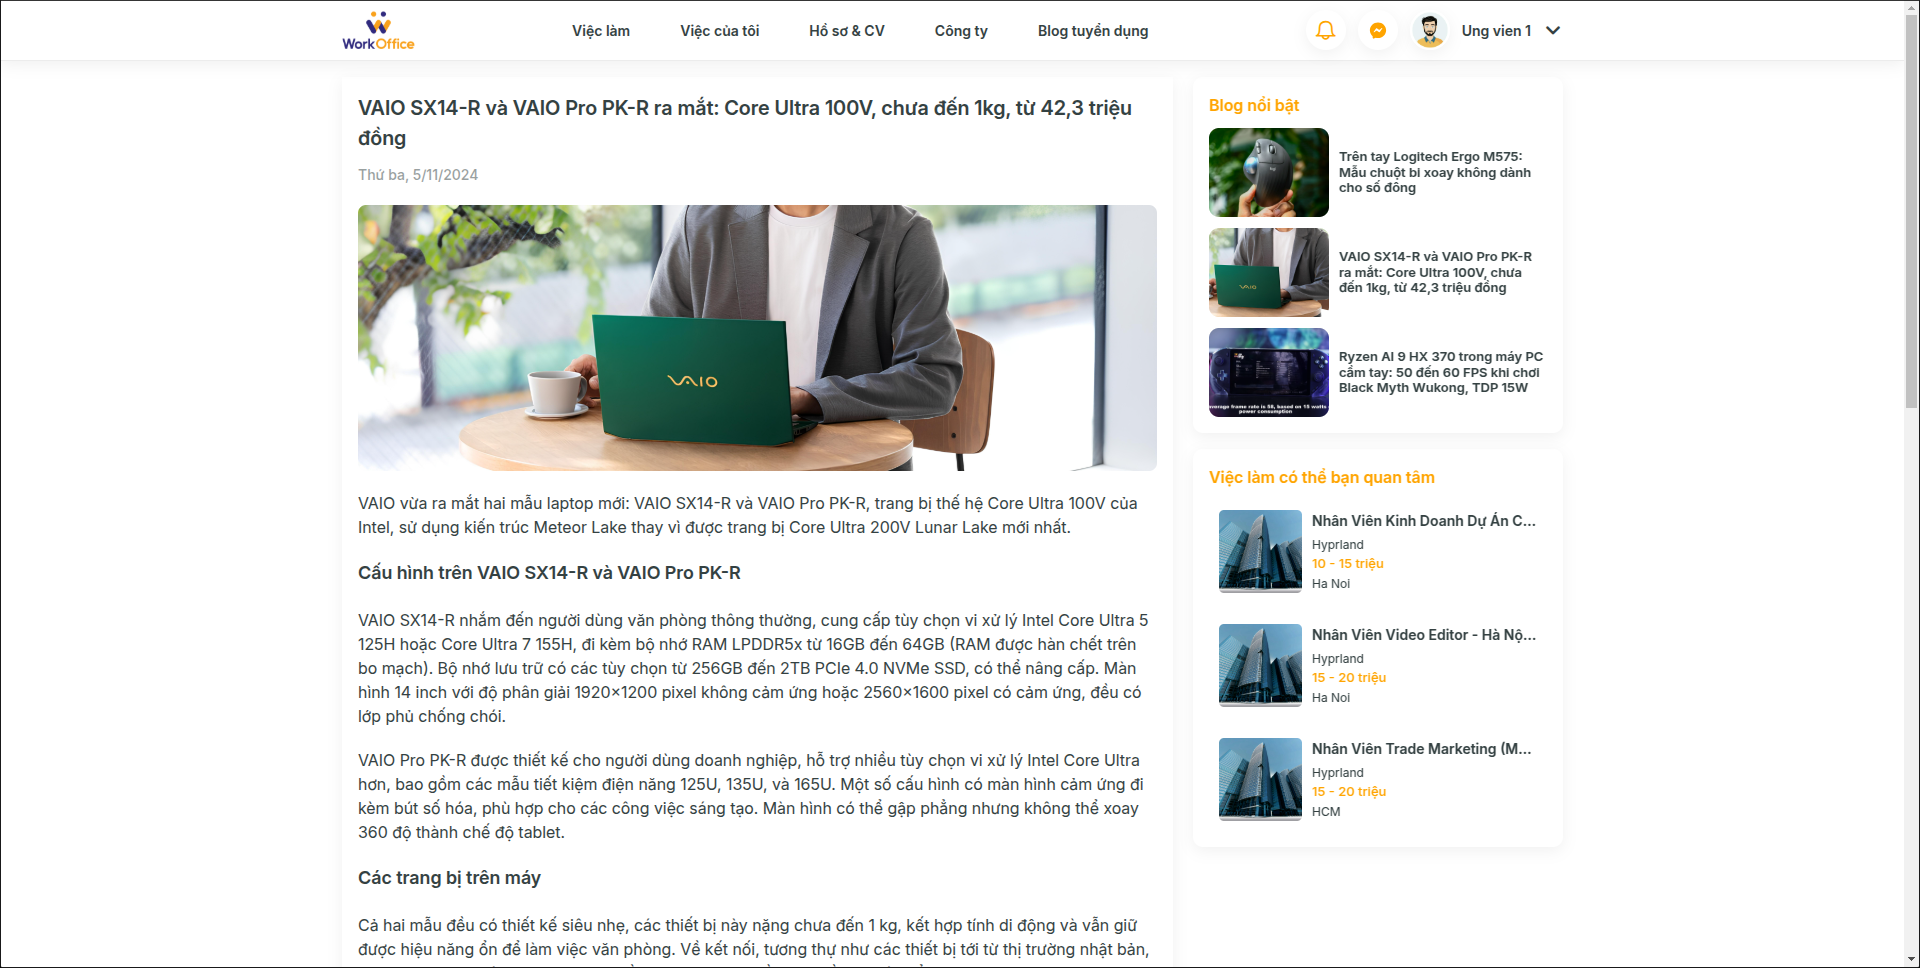 WorkOffice
Việc làm
Việc của tôi
Hồ sơ & CV
Công ty
Blog tuyển dụng
Ung vien 1
VAIO SX14-R và VAIO Pro PK-R ra mắt: Core Ultra 100V, chưa đến 1kg, từ 42,3 triệu
đồng
Thứ ba, 5/11/2024
VAIO
VAIO vừa ra mắt hai mẫu laptop mới: VAIO SX14-R và VAIO Pro PK-R, trang bị thế hệ Core Ultra 100V của
Intel, sử dụng kiến trúc Meteor Lake thay vì được trang bị Core Ultra 200V Lunar Lake mới nhất.
Cấu hình trên VAIO SX14-R và VAIO Pro PK-R
VAIO SX14-R nhắm đến người dùng văn phòng thông thường, cung cấp tùy chọn vi xử lý Intel Core Ultra 5
125H hoặc Core Ultra 7 155H, đi kèm bộ nhớ RAM LPDDR5x từ 16GB đến 64GB (RAM được hàn chết trên
bo mạch). Bộ nhớ lưu trữ có các tùy chọn từ 256GB đến 2TB PCIe 4.0 NVMe SSD, có thể nâng cấp. Màn
hình 14 inch với độ phân giải 1920×1200 pixel không cảm ứng hoặc 2560×1600 pixel có cảm ứng, đều có
lớp phủ chống chói.
VAIO Pro PK-R được thiết kế cho người dùng doanh nghiệp, hỗ trợ nhiều tùy chọn vi xử lý Intel Core Ultra
hơn, bao gồm các mẫu tiết kiệm điện năng 125U, 135U, và 165U. Một số cấu hình có màn hình cảm ứng đi
kèm bút số hóa, phù hợp cho các công việc sáng tạo. Màn hình có thể gập phẳng nhưng không thể xoay
360 độ thành chế độ tablet.
Các trang bị trên máy
Cả hai mẫu đều có thiết kế siêu nhẹ, các thiết bị này nặng chưa đến 1 kg, kết hợp tính di động và vẫn giữ
được hiệu năng ổn để làm việc văn phòng. Về kết nối, tương thự như các thiết bị tới từ thị trường nhật bản,
Blog nổi bật
Trên tay Logitech Ergo M575:
Mẫu chuột bi xoay không dành
cho số đông
VAIO
VAIO SX14-R và VAIO Pro PK-R
ra mắt: Core Ultra 100V, chưa
đến 1kg, từ 42,3 triệu đồng
average frame rate is 58, based on 15 watts
power consumption
Ryzen AI 9 HX 370 trong máy PC
cầm tay: 50 đến 60 FPS khi chơi
Black Myth Wukong, TDP 15W
Việc làm có thể bạn quan tâm
Nhân Viên Kinh Doanh Dự Án C...
Hyprland
10 - 15 triệu
Ha Noi
Nhân Viên Video Editor - Hà Nộ...
Hyprland
15 - 20 triệu
Ha Noi
Nhân Viên Trade Marketing (M...
Hyprland
15 - 20 triệu
HCM